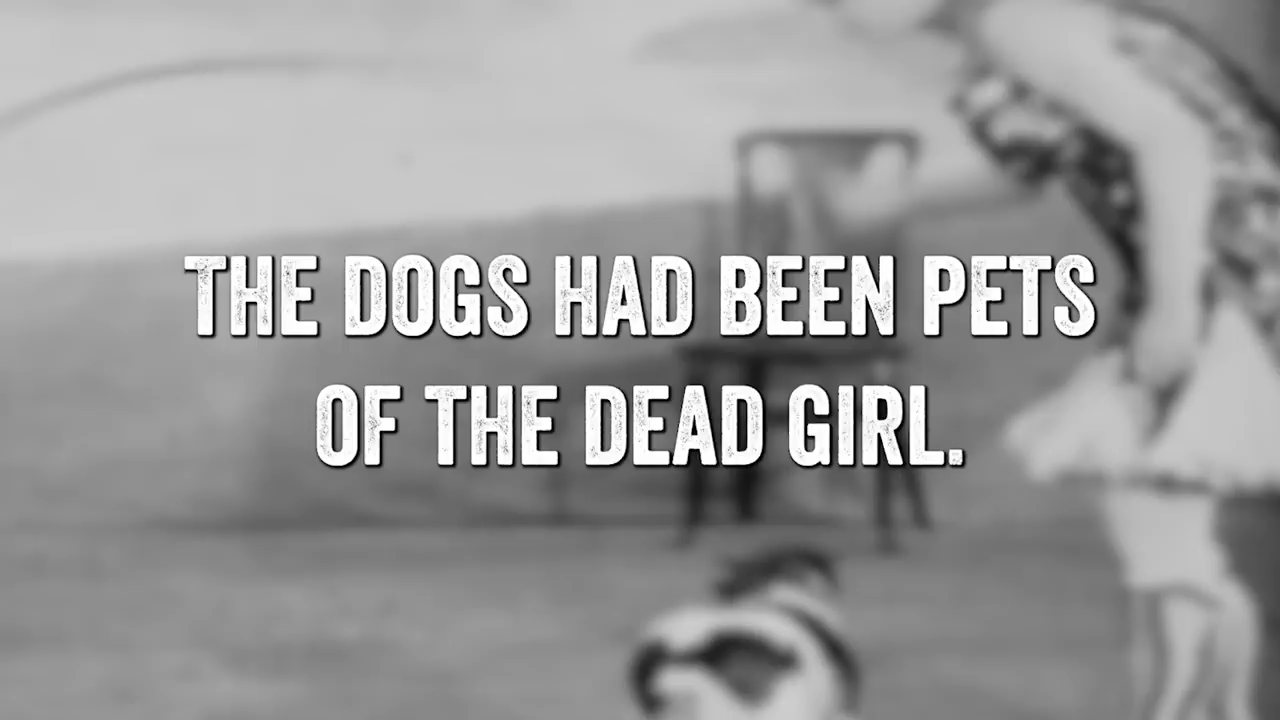 THE DOGS HAD BEEN PETS
OF THE DEAD GIRL.